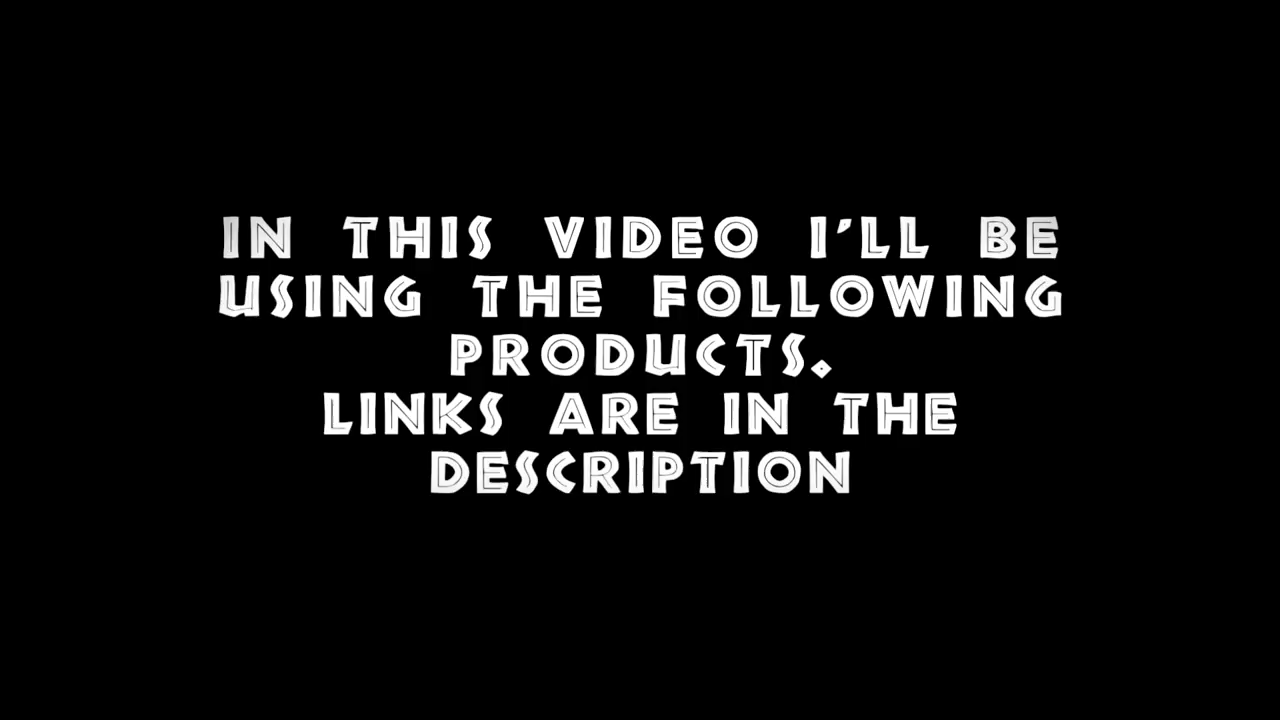 IN THIS VIDEO I'LL BE
USING THE FOLLOWING
PRODUCTS.
LINKS ARE IN THE
DESCRIPTION